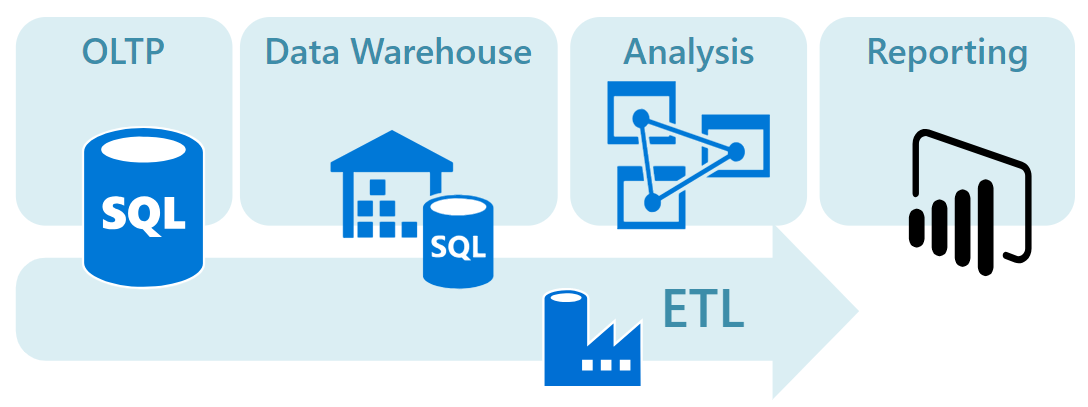 OLTP
Data Warehouse
Analysis
Reporting
SQL
SQL
ETL